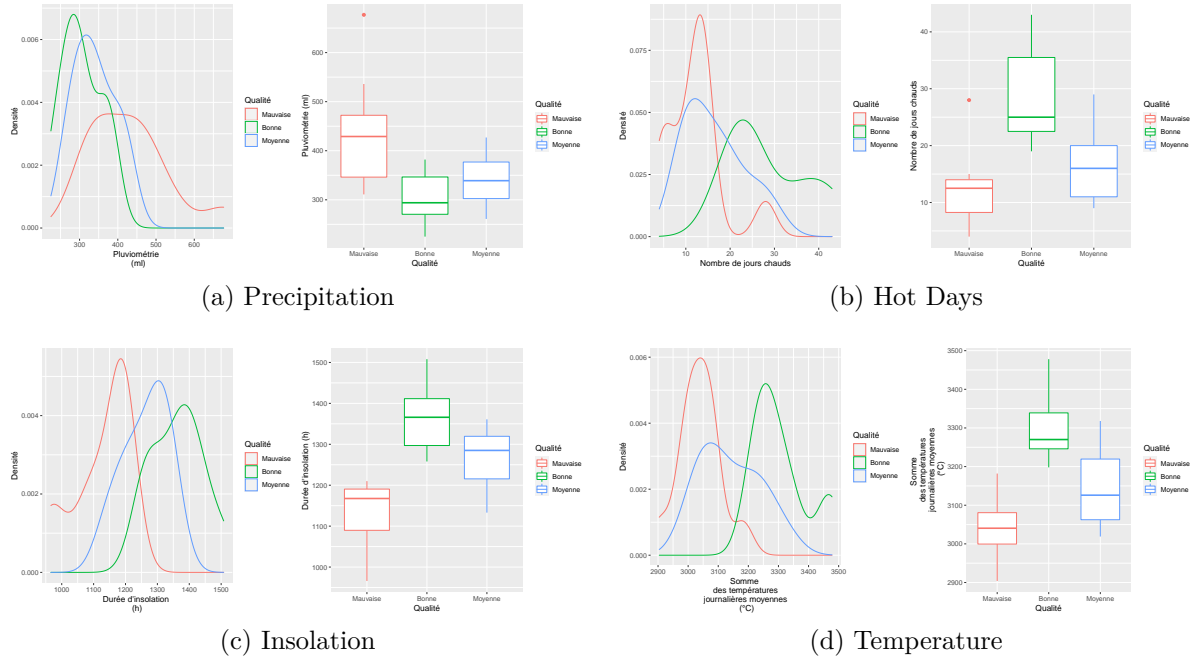 Densité
0.006
0.004
0.002
0.000
300
400
500
600
Pluviométrie
(ml)
Qualité
Mauvaise
Bonne
Moyenne
Pluviométrie (ml)
600
500
400
300
Mauvaise
Bonne
Moyenne
Qualité
Qualité
Mauvaise
Bonne
Moyenne
(a) Precipitation
Densité
0.075
0.050
0.025
0.000
10
20
30
40
Nombre de jours chauds
Qualité
Mauvaise
Bonne
Moyenne
Nombre de jours chauds
40
30
20
10
Mauvaise
Bonne
Moyenne
Qualité
Qualité
Mauvaise
Bonne
Moyenne
(b) Hot Days
Densité
0.004
0.002
0.000
1000
1100
1200
1300
1400
1500
Durée d'insolation
(h)
Qualité
Mauvaise
Bonne
Moyenne
Durée d'insolation (h)
1500
1400
1300
1200
1100
1000
Mauvaise
Bonne
Moyenne
Qualité
Qualité
Mauvaise
Bonne
Moyenne
(c) Insolation
Densité
0.006
0.004
0.002
0.000
2900
3000
3100
3200
3300
3400
3500
Somme
des températures
journalières moyennes
(°C)
Qualité
Mauvaise
Bonne
Moyenne
Somme
des températures
journalières moyennes
(°C)
3500
3400
3300
3200
3100
3000
2900
Mauvaise
Bonne
Moyenne
Qualité
Qualité
Mauvaise
Bonne
Moyenne
(d) Temperature